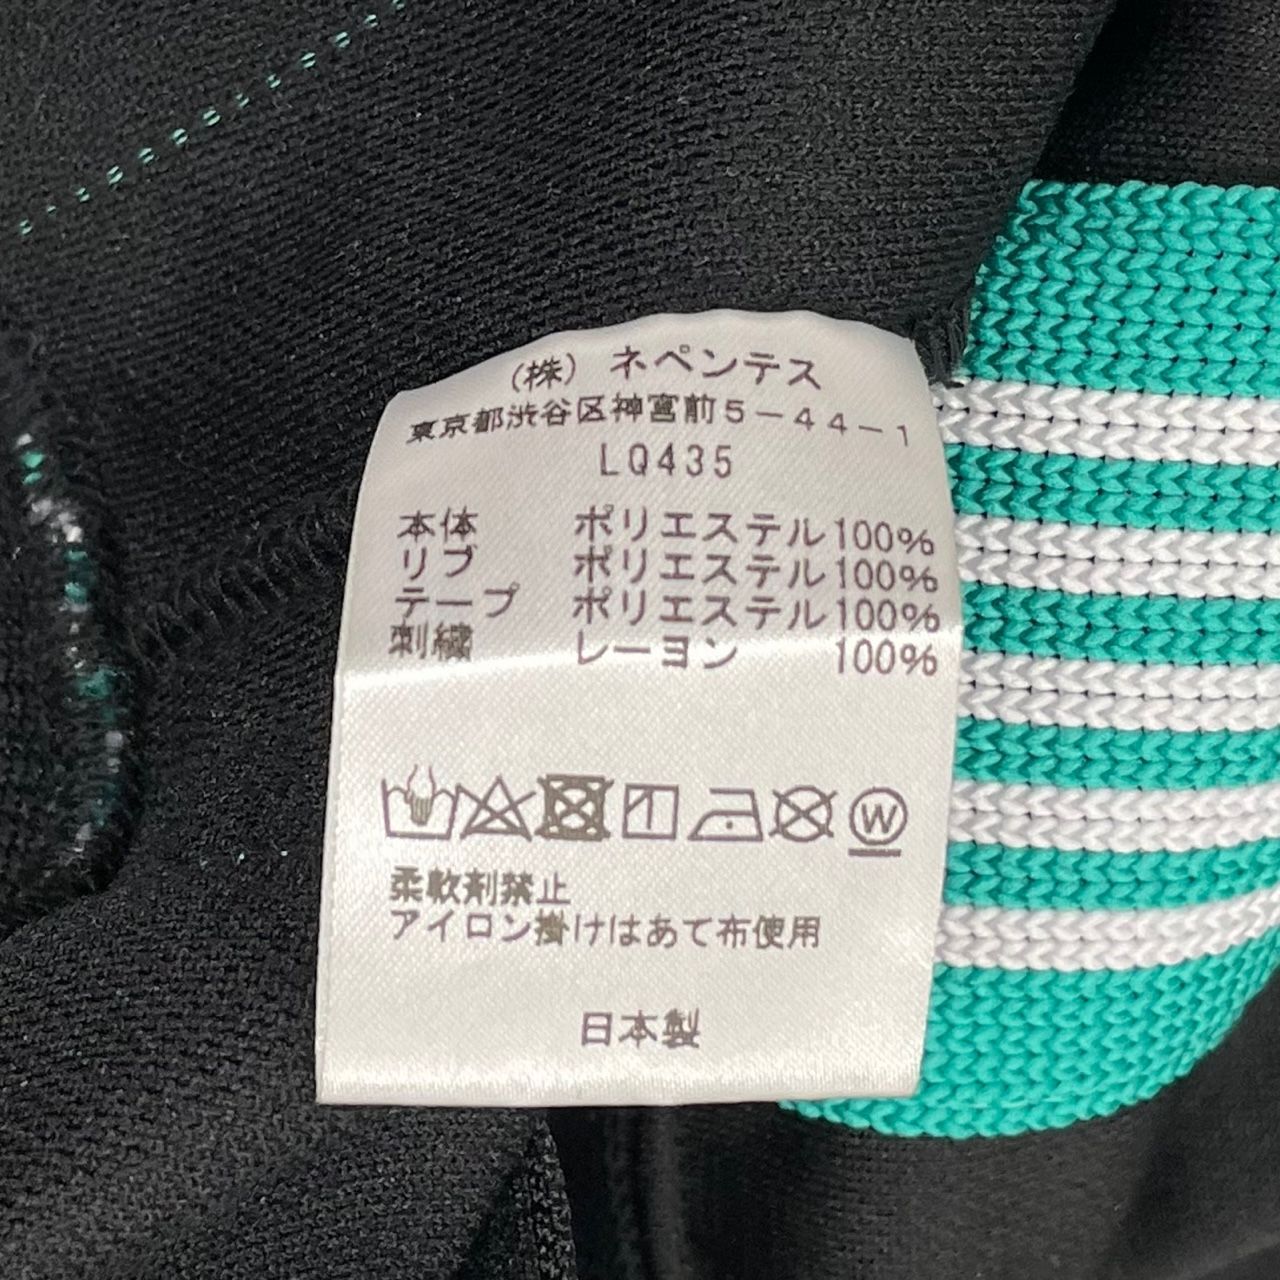 (株) ネペンテス
東京都渋谷区神宮前5-44-1
LQ435
本体 ポリエステル100%
リブ ポリエステル100%
テープ ポリエステル100%
刺繍 レーヨン 100%
W
柔軟剤禁止
アイロン掛けはあて布使用
日本製